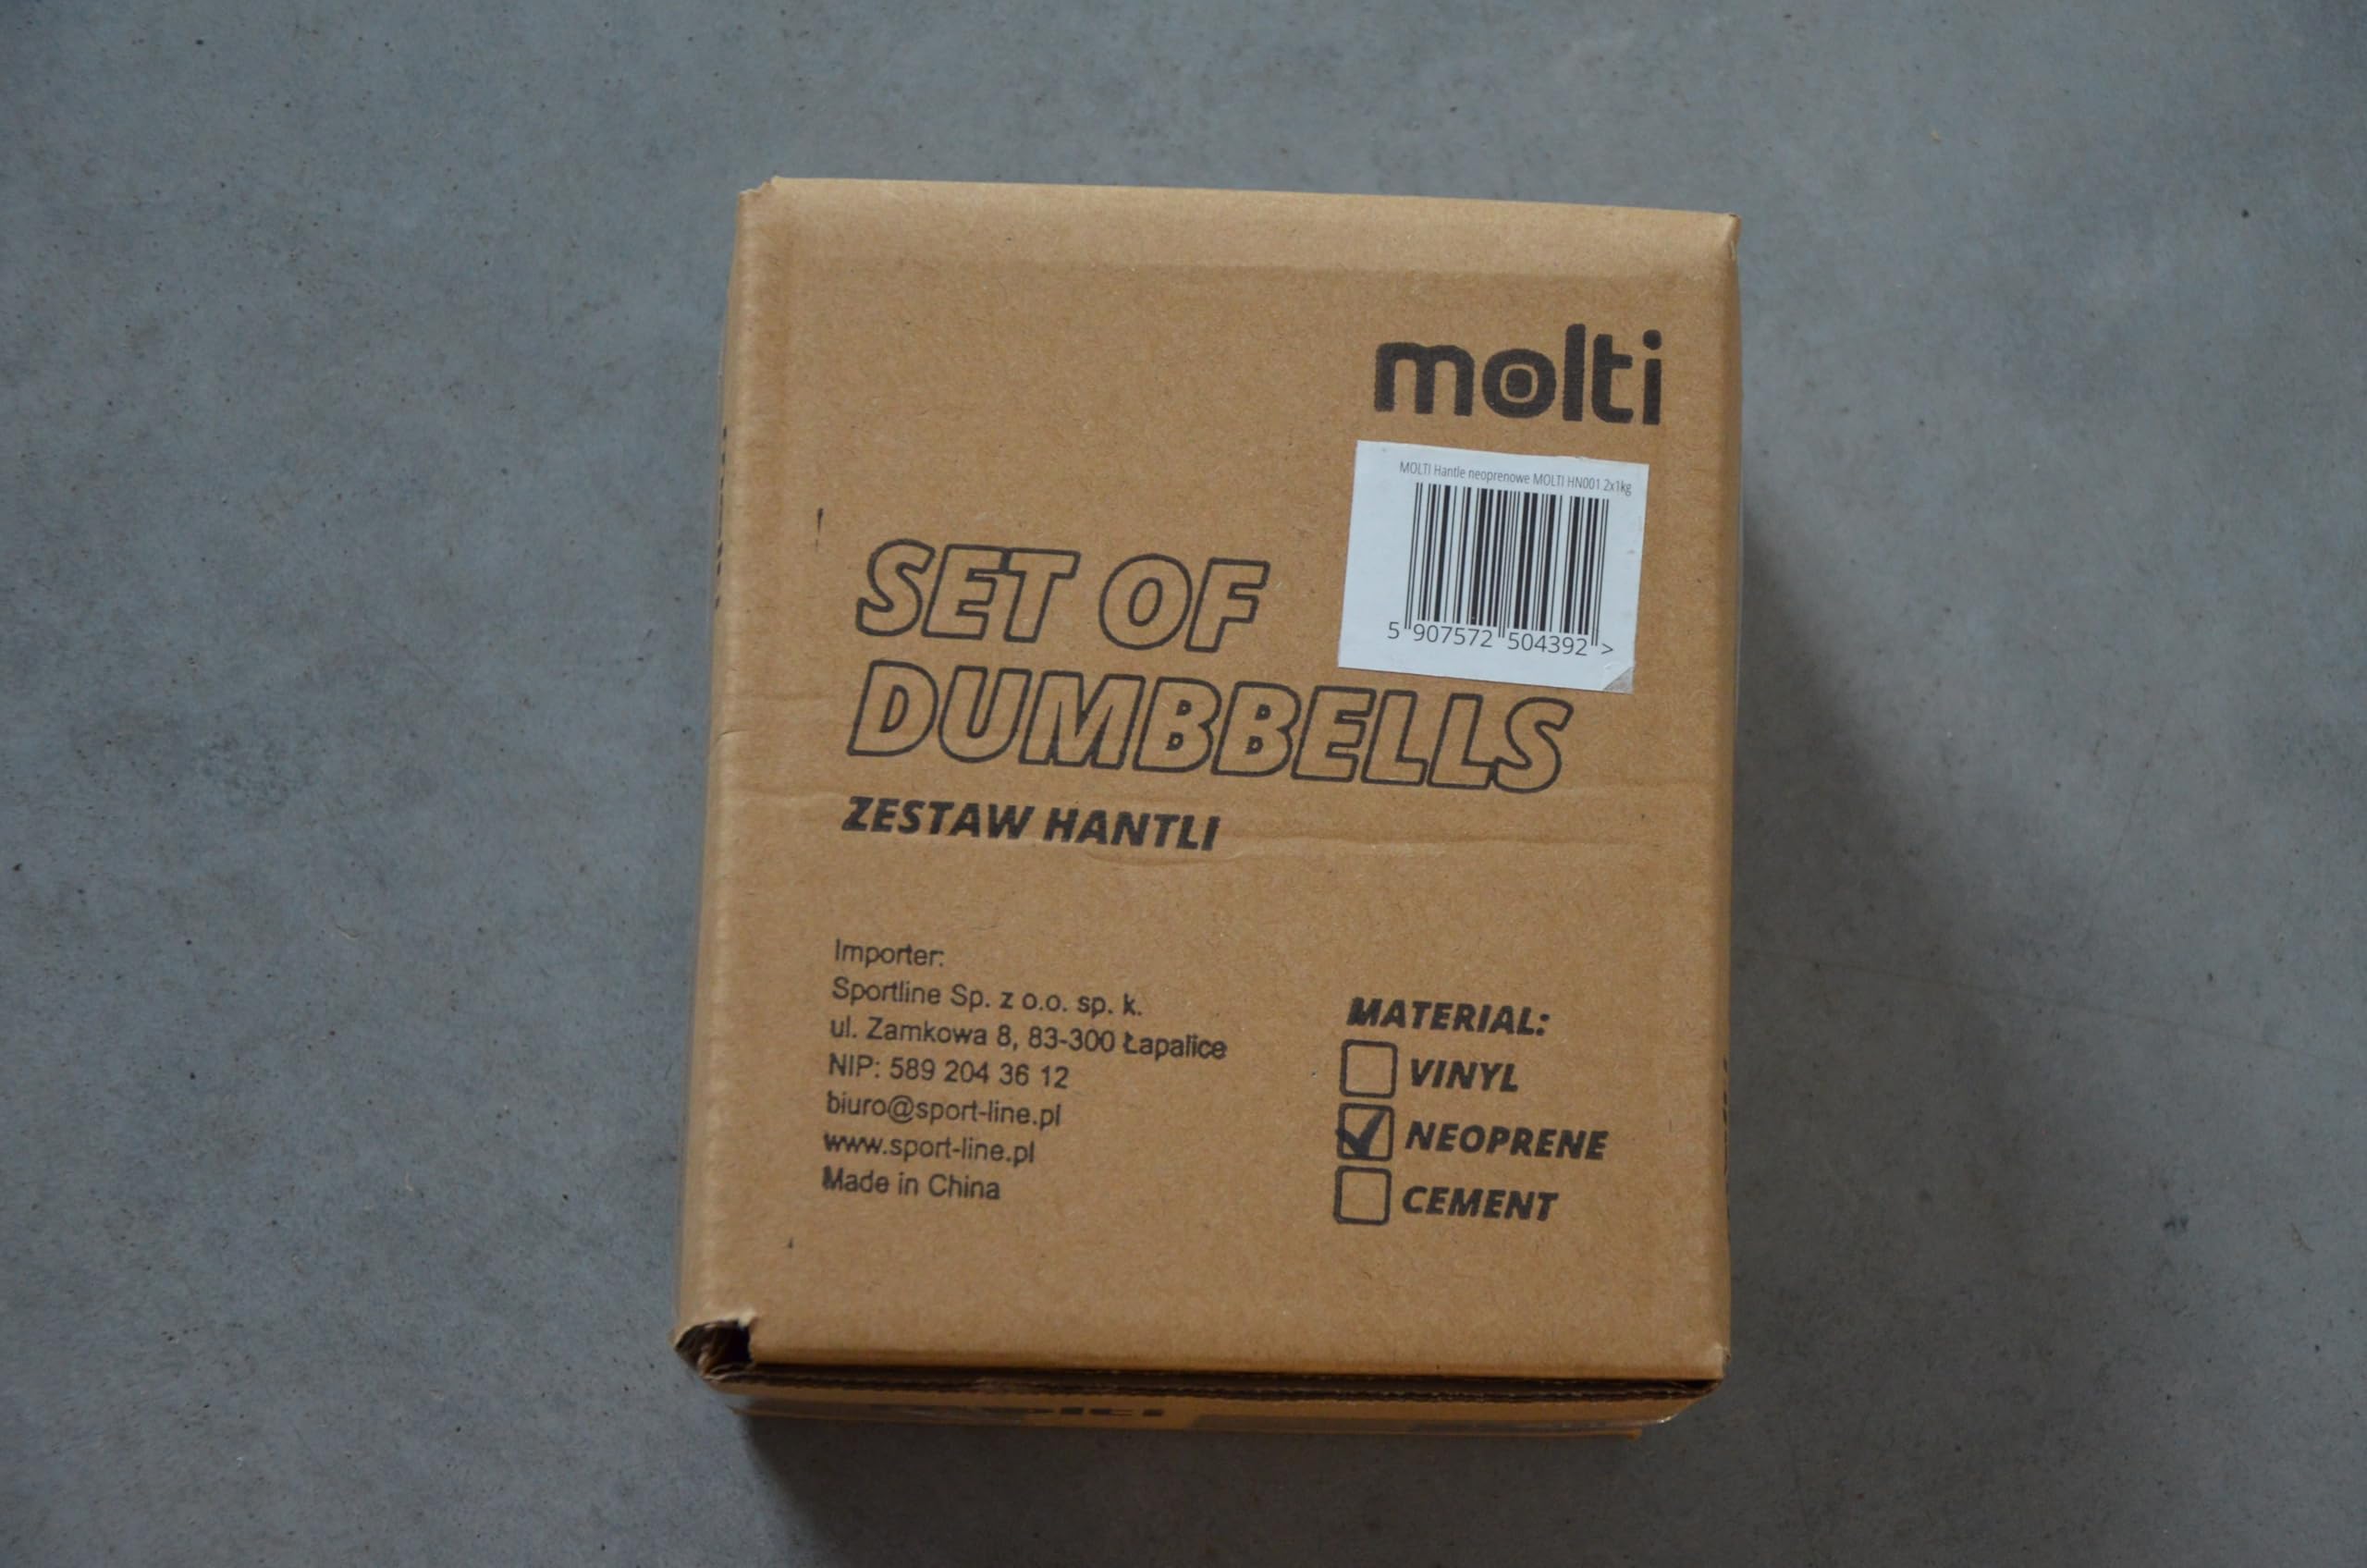 molti
MOLTI Hantle neoprenowe MOLTI HN001 2x1kg
5 907572 504392 >
SET OF
DUMBBELLS
ZESTAW HANTLI
Importer:
Sportline Sp. z o.o. sp. k.
ul. Zamkowa 8, 83-300 Łapalice
NIP: 589 204 36 12
biuro@sport-line.pl
www.sport-line.pl
Made in China
MATERIAL:
VINYL
NEOPRENE
CEMENT